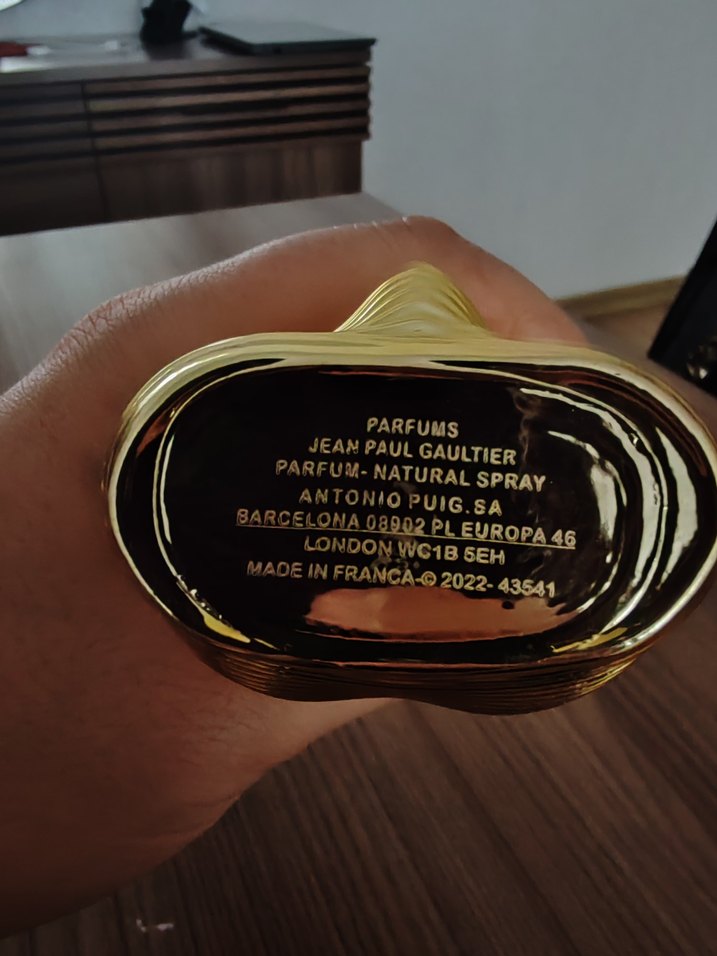 PARFUMS
JEAN PAUL GAULTIER
PARFUM- NATURAL SPRAY
ANTONIO PUIG.SA
BARCELONA 08902 PL EUROPA 46
LONDON WC1B 5EH
MADE IN FRANCA-© 2022- 43541